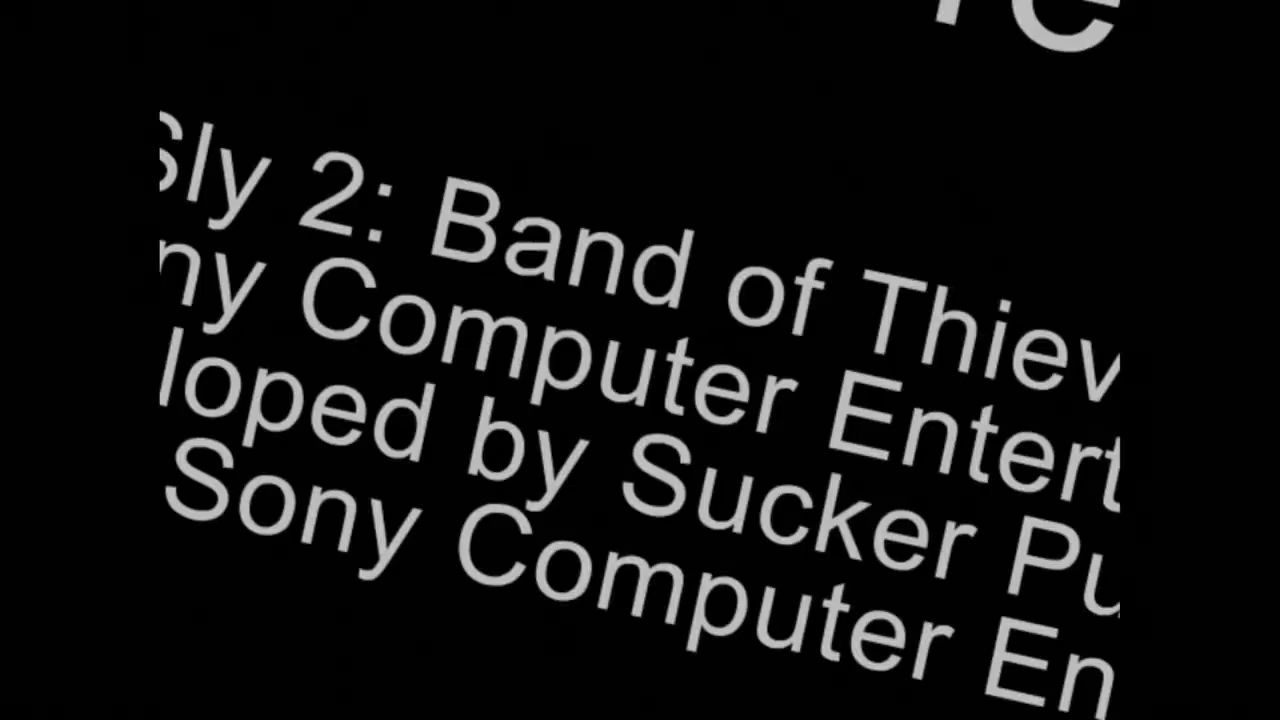 Sly 2: Band of Thiev
ny Computer Entert
loped by Sucker Pu
Sony Computer En